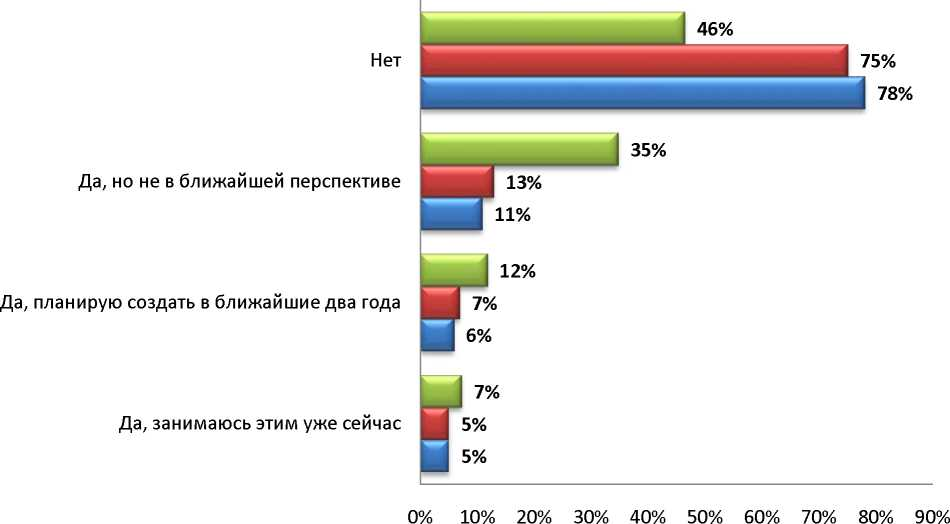 46%
Нет
75%
78%
35%
Да, но не в ближайшей перспективе
13%
11%
12%
Да, планирую создать в ближайшие два года
7%
6%
7%
Да, занимаюсь этим уже сейчас
5%
5%
0% 10% 20% 30% 40% 50% 60% 70% 80% 90%